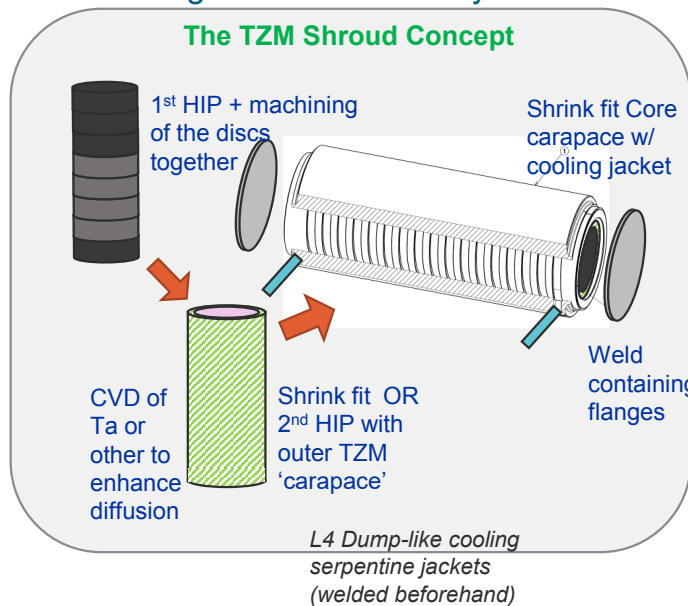 The TZM Shroud Concept
1st HIP + machining
of the discs
together
Shrink fit Core
carapace w/
cooling jacket
1
CVD of
Ta or
other to
enhance
diffusion
Shrink fit OR
2nd HIP with
outer TZM
‘carapace’
Weld
containing
flanges
L4 Dump-like cooling
serpentine jackets
(welded beforehand)